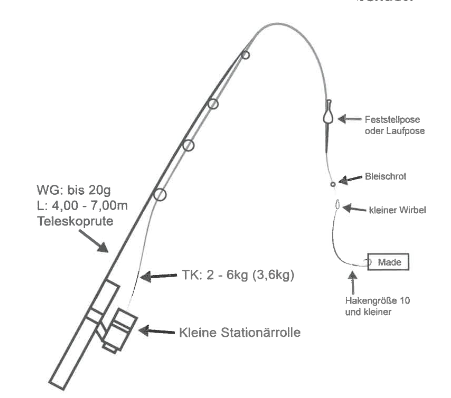 Feststellpose
oder Laufpose
Bleischrot
WG: bis 20g
L: 4,00 - 7,00m
Teleskoprute
kleiner Wirbel
Made
TK: 2 - 6kg (3,6kg)
Hakengröße 10
und kleiner
Kleine Stationärrolle